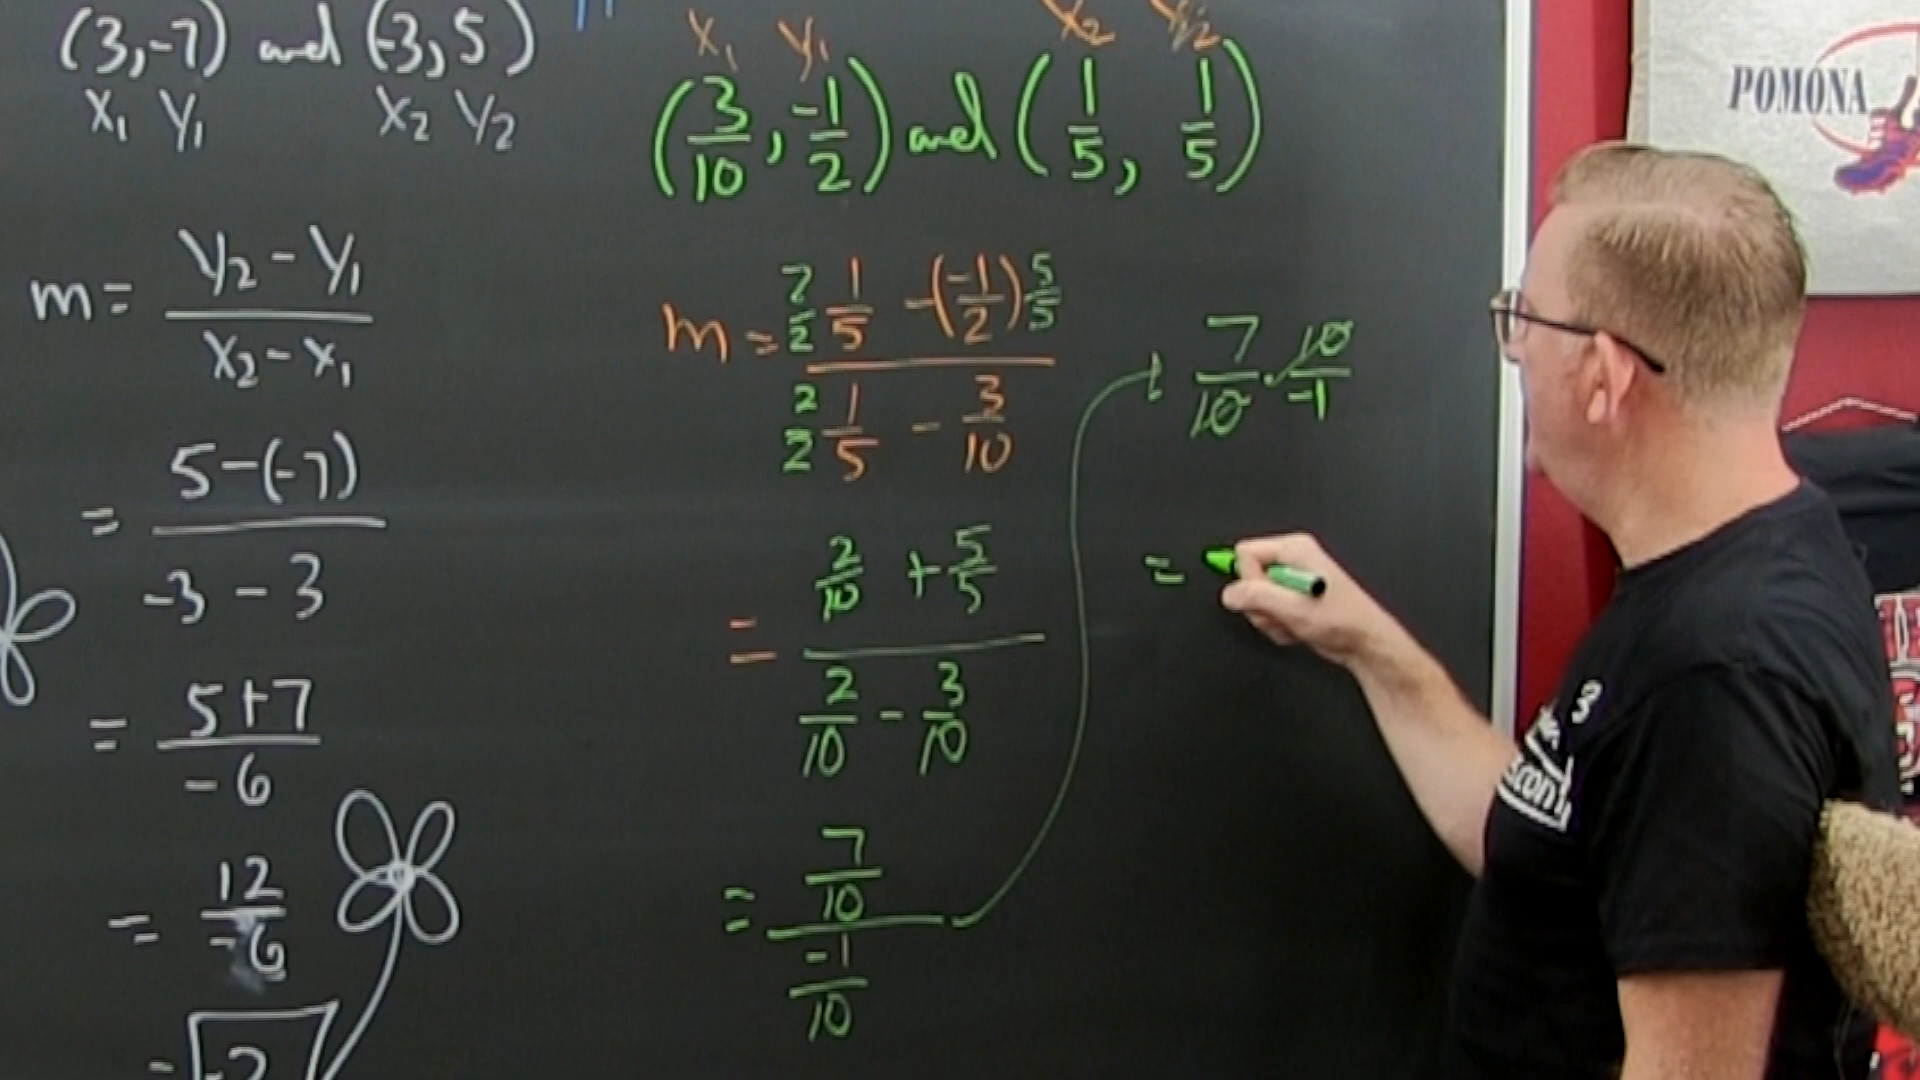 (3,-7) and (-3,5)
X₁ Y₁ X₂ Y₂
m = Y₂ - Y₁ / X₂ - X₁
= 5-(-7) / -3 - 3
= 5+7 / -6
= 12 / -6
= -2
X₁ Y₁ X₂ Y₂
(3/10, -1/2) and (1/5, 1/5)
m = 2/2 1/5 -(-1/2) 5/5 / 2/2 1/5 - 3/10
= 2/10 + 5/5 / 2/10 - 3/10
= 7/10 / -1/10
7/10 · 10/-1
=
POMONA
3